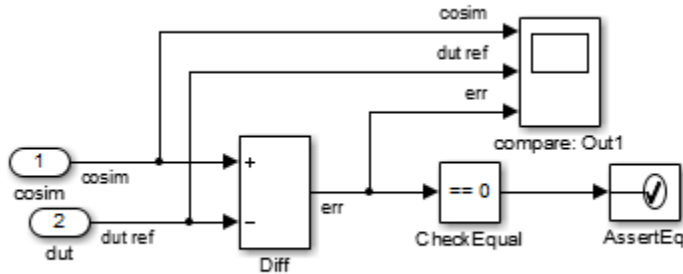 cosim
dut ref
err
compare: Out1
1
cosim
cosim
+
2
dut ref
dut
−
Diff
err
== 0
CheckEqual
AssertEq